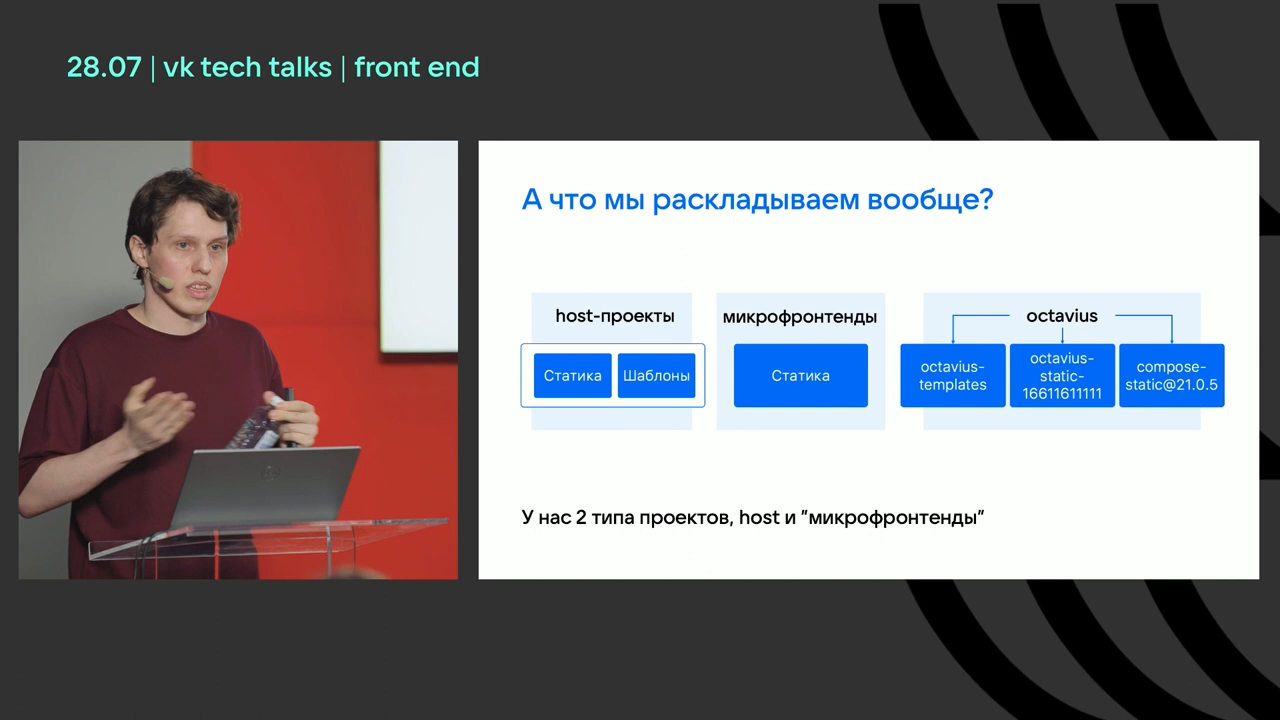 28.07 | vk tech talks | front end
А что мы раскладываем вообще?
host-проекты
Статика
Шаблоны
микрофронтенды
Статика
octavius
octavius-
templates
octavius-
static-
16611611111
compose-
static@21.0.5
У нас 2 типа проектов, host и "микрофронтенды"